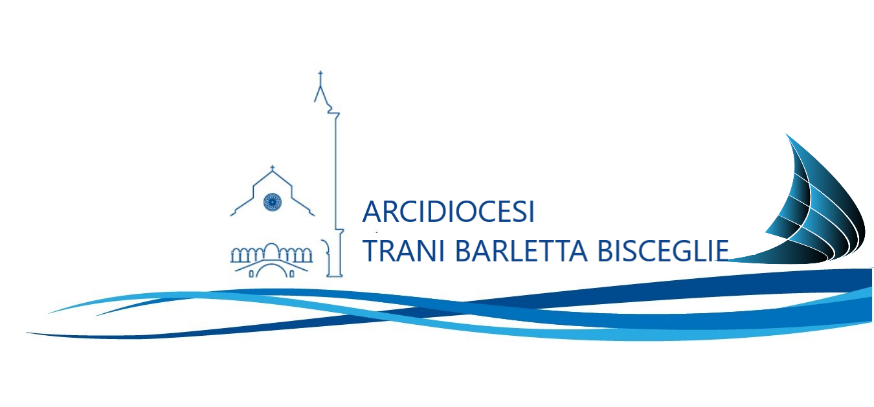 ARCIDIOCESI
TRANI BARLETTA BISCEGLIE